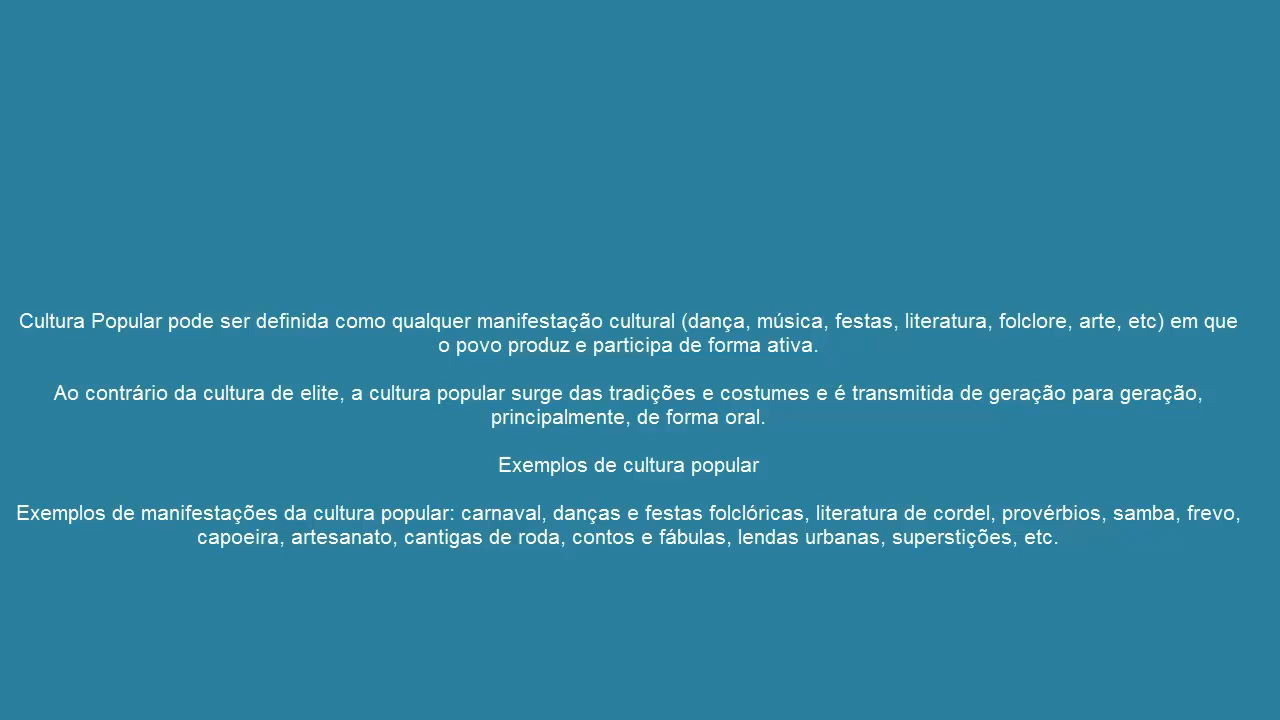 Cultura Popular pode ser definida como qualquer manifestação cultural (dança, música, festas, literatura, folclore, arte, etc) em que
o povo produz e participa de forma ativa.
Ao contrário da cultura de elite, a cultura popular surge das tradições e costumes e é transmitida de geração para geração,
principalmente, de forma oral.
Exemplos de cultura popular
Exemplos de manifestações da cultura popular: carnaval, danças e festas folclóricas, literatura de cordel, provérbios, samba, frevo,
capoeira, artesanato, cantigas de roda, contos e fábulas, lendas urbanas, superstições, etc.